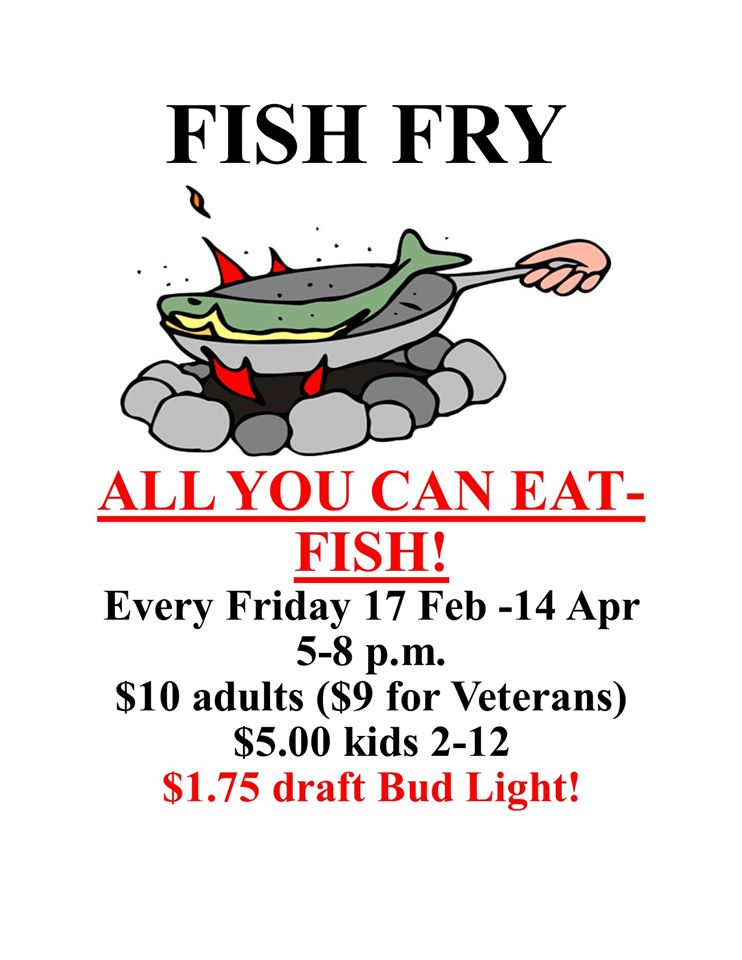 FISH FRY
ALL YOU CAN EAT-
FISH!
Every Friday 17 Feb -14 Apr
5-8 p.m.
$10 adults ($9 for Veterans)
$5.00 kids 2-12
$1.75 draft Bud Light!